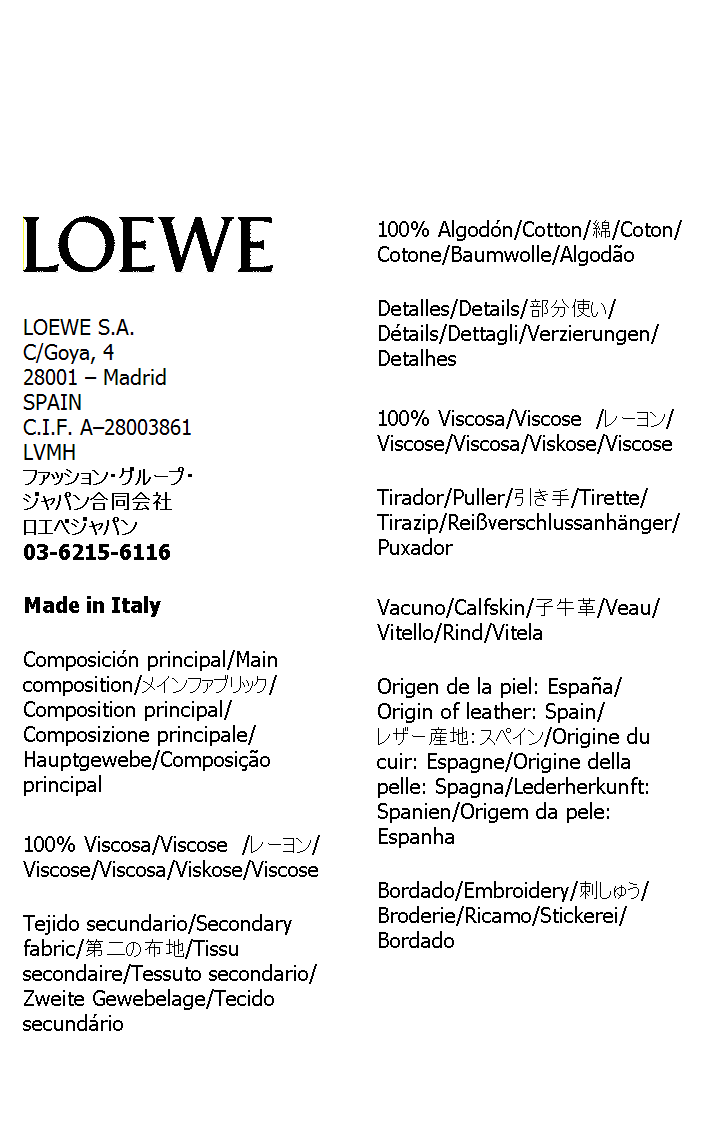 LOEWE
LOEWE S.A.
C/Goya, 4
28001 – Madrid
SPAIN
C.I.F. A–28003861
LVMH
ファッション・グループ・
ジャパン合同会社
ロエベジャパン
03-6215-6116
Made in Italy
Composición principal/Main
composition/メインファブリック/
Composition principal/
Composizione principale/
Hauptgewebe/Composição
principal
100% Viscosa/Viscose /レーヨン/
Viscose/Viscosa/Viskose/Viscose
Tejido secundario/Secondary
fabric/第二の布地/Tissu
secondaire/Tessuto secondario/
Zweite Gewebelage/Tecido
secundário
100% Algodón/Cotton/綿/Coton/
Cotone/Baumwolle/Algodão
Detalles/Details/部分使い/
Détails/Dettagli/Verzierungen/
Detalhes
100% Viscosa/Viscose /レーヨン/
Viscose/Viscosa/Viskose/Viscose
Tirador/Puller/引き手/Tirette/
Tirazip/Reißverschlussanhänger/
Puxador
Vacuno/Calfskin/子牛革/Veau/
Vitello/Rind/Vitela
Origen de la piel: España/
Origin of leather: Spain/
レザー産地：スペイン/Origine du
cuir: Espagne/Origine della
pelle: Spagna/Lederherkunft:
Spanien/Origem da pele:
Espanha
Bordado/Embroidery/刺しゅう/
Broderie/Ricamo/Stickerei/
Bordado